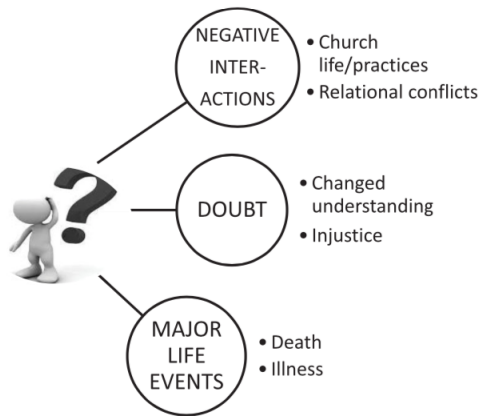 NEGATIVE
INTER-
ACTIONS
• Church
life/practices
• Relational conflicts
?
DOUBT
• Changed
understanding
• Injustice
MAJOR
LIFE
EVENTS
• Death
• Illness